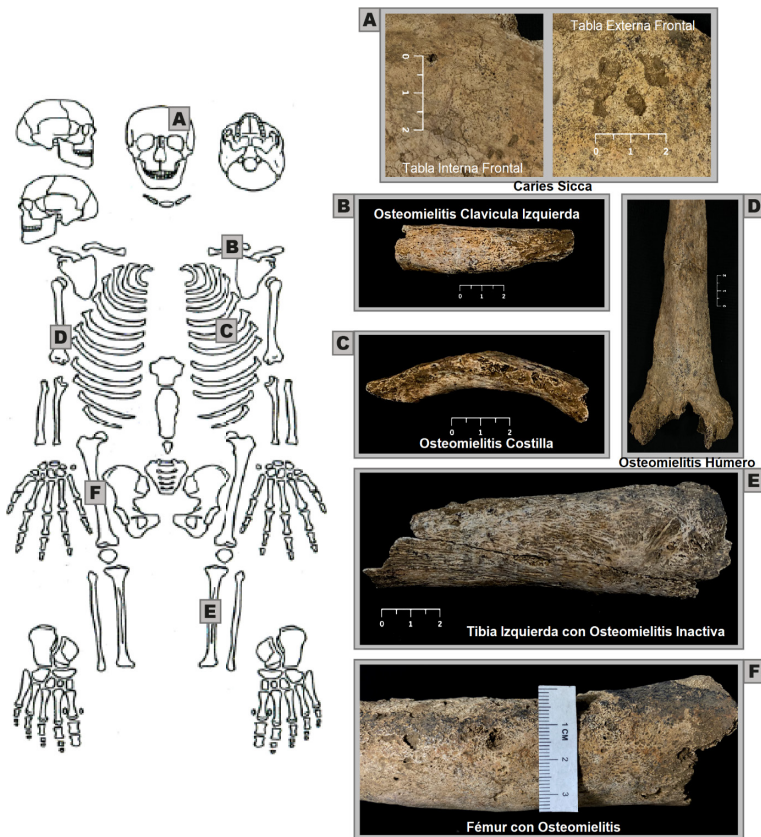 A
Tabla Externa Frontal
0
1
2
Tabla Interna Frontal
0 1 2
Caries Sicca
A
B
C
D
E
F
B
Osteomielitis Clavicula Izquierda
0 1 2
D
C
0 1 2
Osteomielitis Costilla
Osteomielitis Húmero
E
0 1 2
Tibia Izquierda con Osteomielitis Inactiva
F
1 CM
2
3
Fémur con Osteomielitis